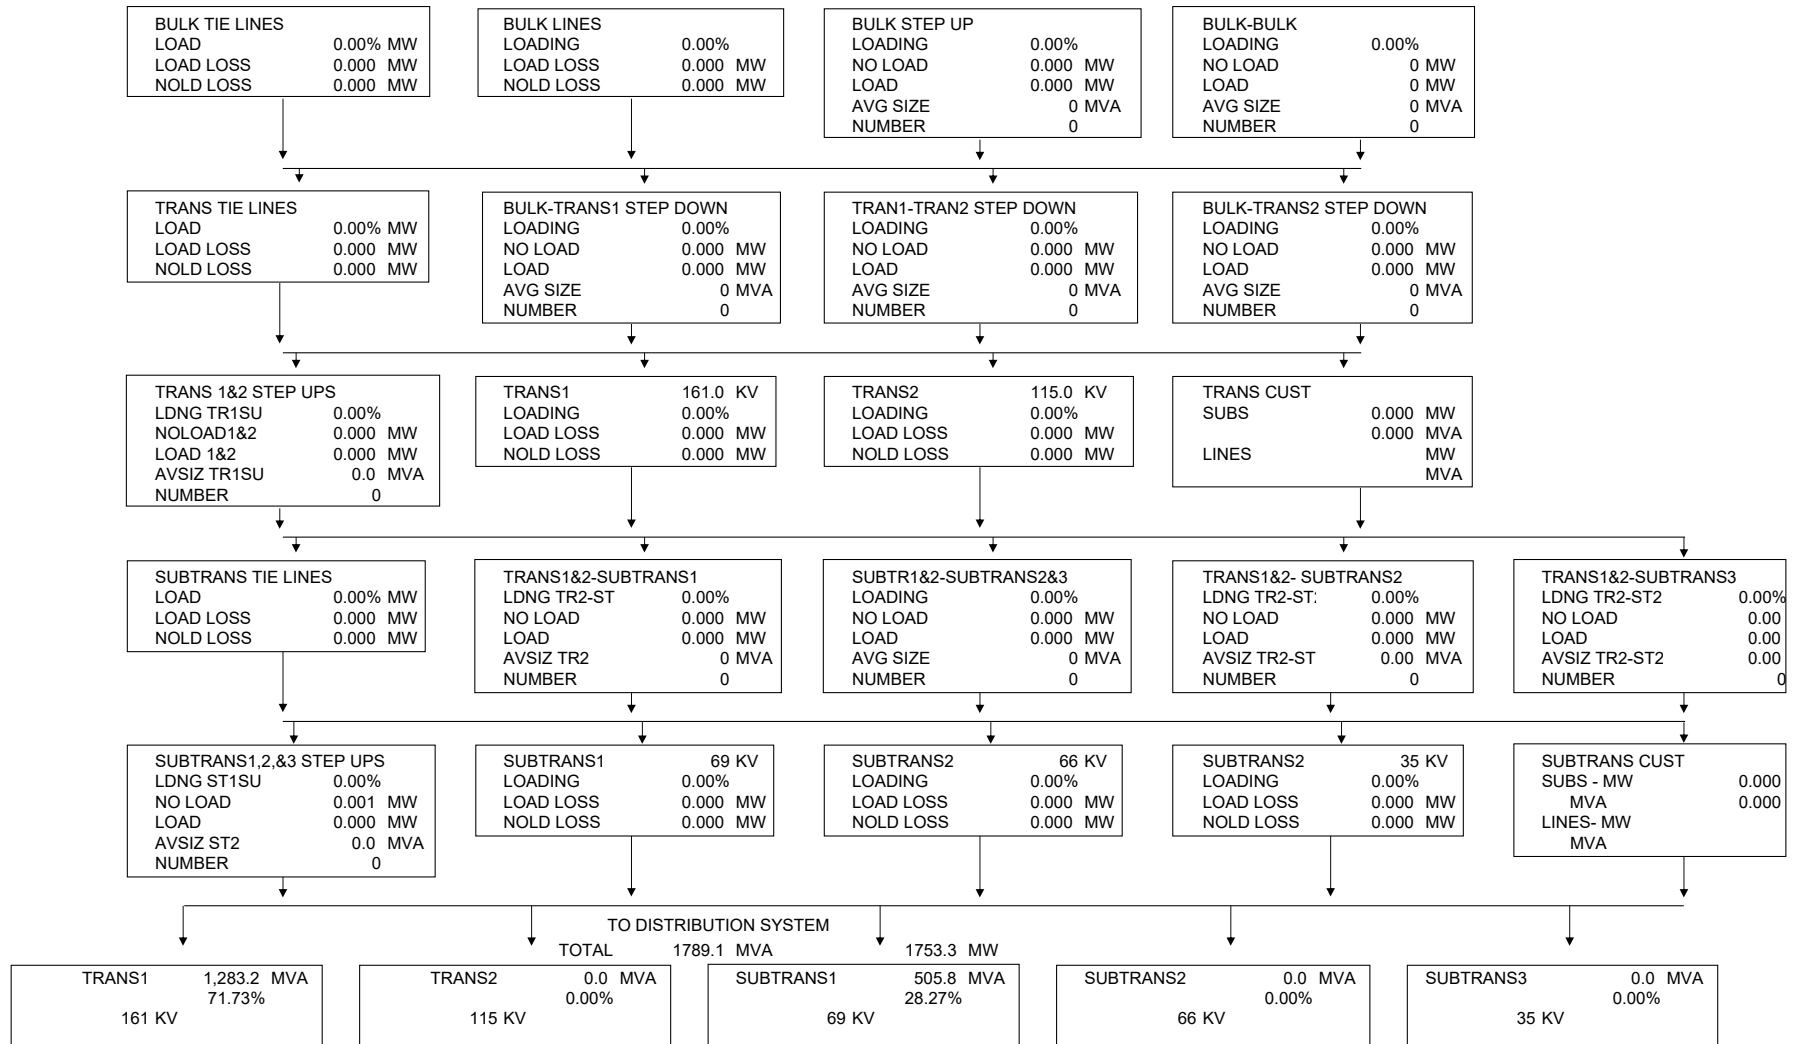 BULK TIE LINES
LOAD 0.00% MW
LOAD LOSS 0.000 MW
NOLD LOSS 0.000 MW
BULK LINES
LOADING 0.00%
LOAD LOSS 0.000 MW
NOLD LOSS 0.000 MW
BULK STEP UP
LOADING 0.00%
NO LOAD 0.000 MW
LOAD 0.000 MW
AVG SIZE 0 MVA
NUMBER 0
BULK-BULK
LOADING 0.00%
NO LOAD 0 MW
LOAD 0 MW
AVG SIZE 0 MVA
NUMBER 0
TRANS TIE LINES
LOAD 0.00% MW
LOAD LOSS 0.000 MW
NOLD LOSS 0.000 MW
BULK-TRANS1 STEP DOWN
LOADING 0.00%
NO LOAD 0.000 MW
LOAD 0.000 MW
AVG SIZE 0 MVA
NUMBER 0
TRAN1-TRAN2 STEP DOWN
LOADING 0.00%
NO LOAD 0.000 MW
LOAD 0.000 MW
AVG SIZE 0 MVA
NUMBER 0
BULK-TRANS2 STEP DOWN
LOADING 0.00%
NO LOAD 0.000 MW
LOAD 0.000 MW
AVG SIZE 0 MVA
NUMBER 0
TRANS 1&2 STEP UPS
LDNG TR1SU 0.00%
NOLOAD1&2 0.000 MW
LOAD 1&2 0.000 MW
AVSIZ TR1SU 0.0 MVA
NUMBER 0
TRANS1 161.0 KV
LOADING 0.00%
LOAD LOSS 0.000 MW
NOLD LOSS 0.000 MW
TRANS2 115.0 KV
LOADING 0.00%
LOAD LOSS 0.000 MW
NOLD LOSS 0.000 MW
TRANS CUST
SUBS 0.000 MW
0.000 MVA
LINES MW
MVA
SUBTRANS TIE LINES
LOAD 0.00% MW
LOAD LOSS 0.000 MW
NOLD LOSS 0.000 MW
TRANS1&2-SUBTRANS1
LDNG TR2-ST 0.00%
NO LOAD 0.000 MW
LOAD 0.000 MW
AVSIZ TR2 0 MVA
NUMBER 0
SUBTR1&2-SUBTRANS2&3
LOADING 0.00%
NO LOAD 0.000 MW
LOAD 0.000 MW
AVG SIZE 0 MVA
NUMBER 0
TRANS1&2- SUBTRANS2
LDNG TR2-ST 0.00%
NO LOAD 0.000 MW
LOAD 0.000 MW
AVSIZ TR2-ST 0.00 MVA
NUMBER 0
TRANS1&2-SUBTRANS3
LDNG TR2-ST2 0.00%
NO LOAD 0.00
LOAD 0.00
AVSIZ TR2-ST2 0.00
NUMBER 0
SUBTRANS1,2,&3 STEP UPS
LDNG ST1SU 0.00%
NO LOAD 0.001 MW
LOAD 0.000 MW
AVSIZ ST2 0.0 MVA
NUMBER 0
SUBTRANS1 69 KV
LOADING 0.00%
LOAD LOSS 0.000 MW
NOLD LOSS 0.000 MW
SUBTRANS2 66 KV
LOADING 0.00%
LOAD LOSS 0.000 MW
NOLD LOSS 0.000 MW
SUBTRANS2 35 KV
LOADING 0.00%
LOAD LOSS 0.000 MW
NOLD LOSS 0.000 MW
SUBTRANS CUST
SUBS - MW 0.000
MVA 0.000
LINES- MW
MVA
TO DISTRIBUTION SYSTEM
TOTAL 1789.1 MVA 1753.3 MW
TRANS1 1,283.2 MVA
71.73%
161 KV
TRANS2 0.0 MVA
0.00%
115 KV
SUBTRANS1 505.8 MVA
28.27%
69 KV
SUBTRANS2 0.0 MVA
0.00%
66 KV
SUBTRANS3 0.0 MVA
0.00%
35 KV